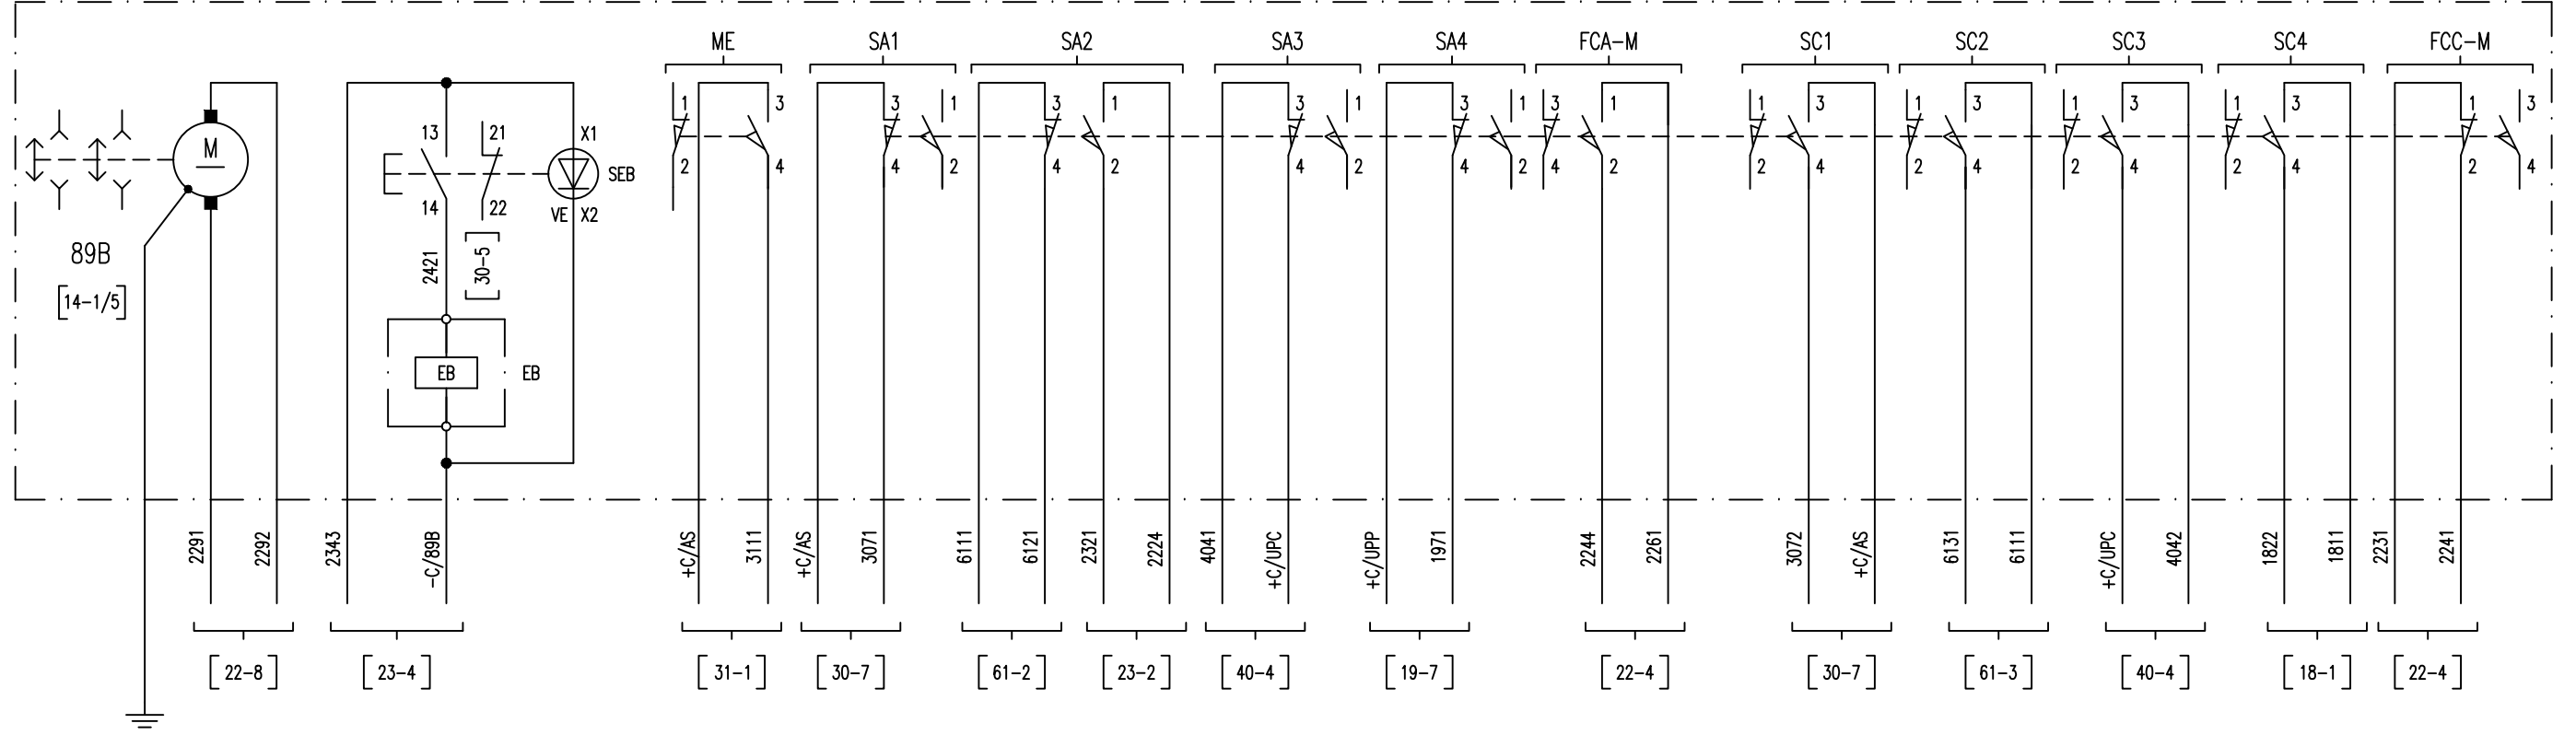 ME SA1 SA2 SA3 SA4 FCA-M SC1 SC2 SC3 SC4 FCC-M
1 3 3 1 3 1 3 1 3 1 3 1 1 3 1 3 1 3 1 3 1 3
13 21 X1
M
2 4 4 2 4 2 4 2 4 2 4 2 2 4 2 4 2 4 2 4 2 4
SEB
14 22 VE X2
89B
2421 30-5
14-1/5
EB EB
2291 2292 2343 -C/89B +C/AS 3111 +C/AS 3071 6111 6121 2321 2224 4041 +C/UPC +C/UPP 1971 2244 2261 3072 +C/AS 6131 6111 +C/UPC 4042 1822 1811 2231 2241
22-8 23-4 31-1 30-7 61-2 23-2 40-4 19-7 22-4 30-7 61-3 40-4 18-1 22-4